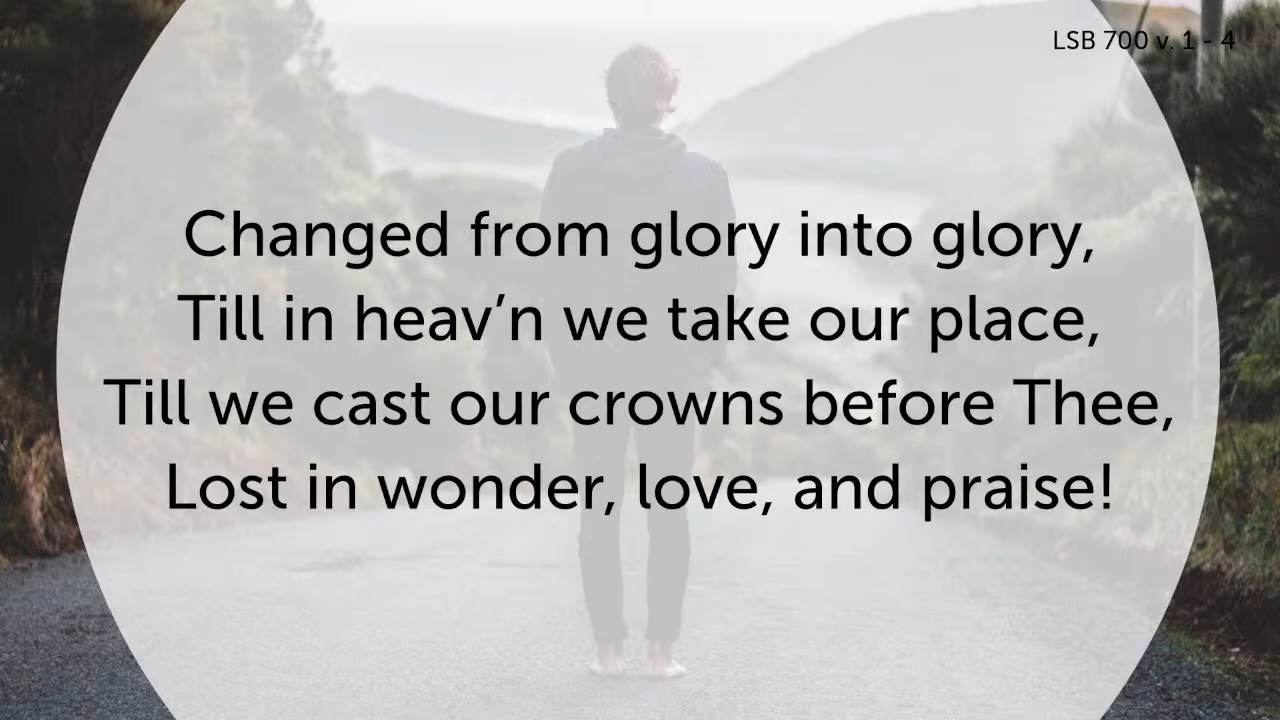 LSB 700 v. 1 - 4
Changed from glory into glory,
Till in heav’n we take our place,
Till we cast our crowns before Thee,
Lost in wonder, love, and praise!